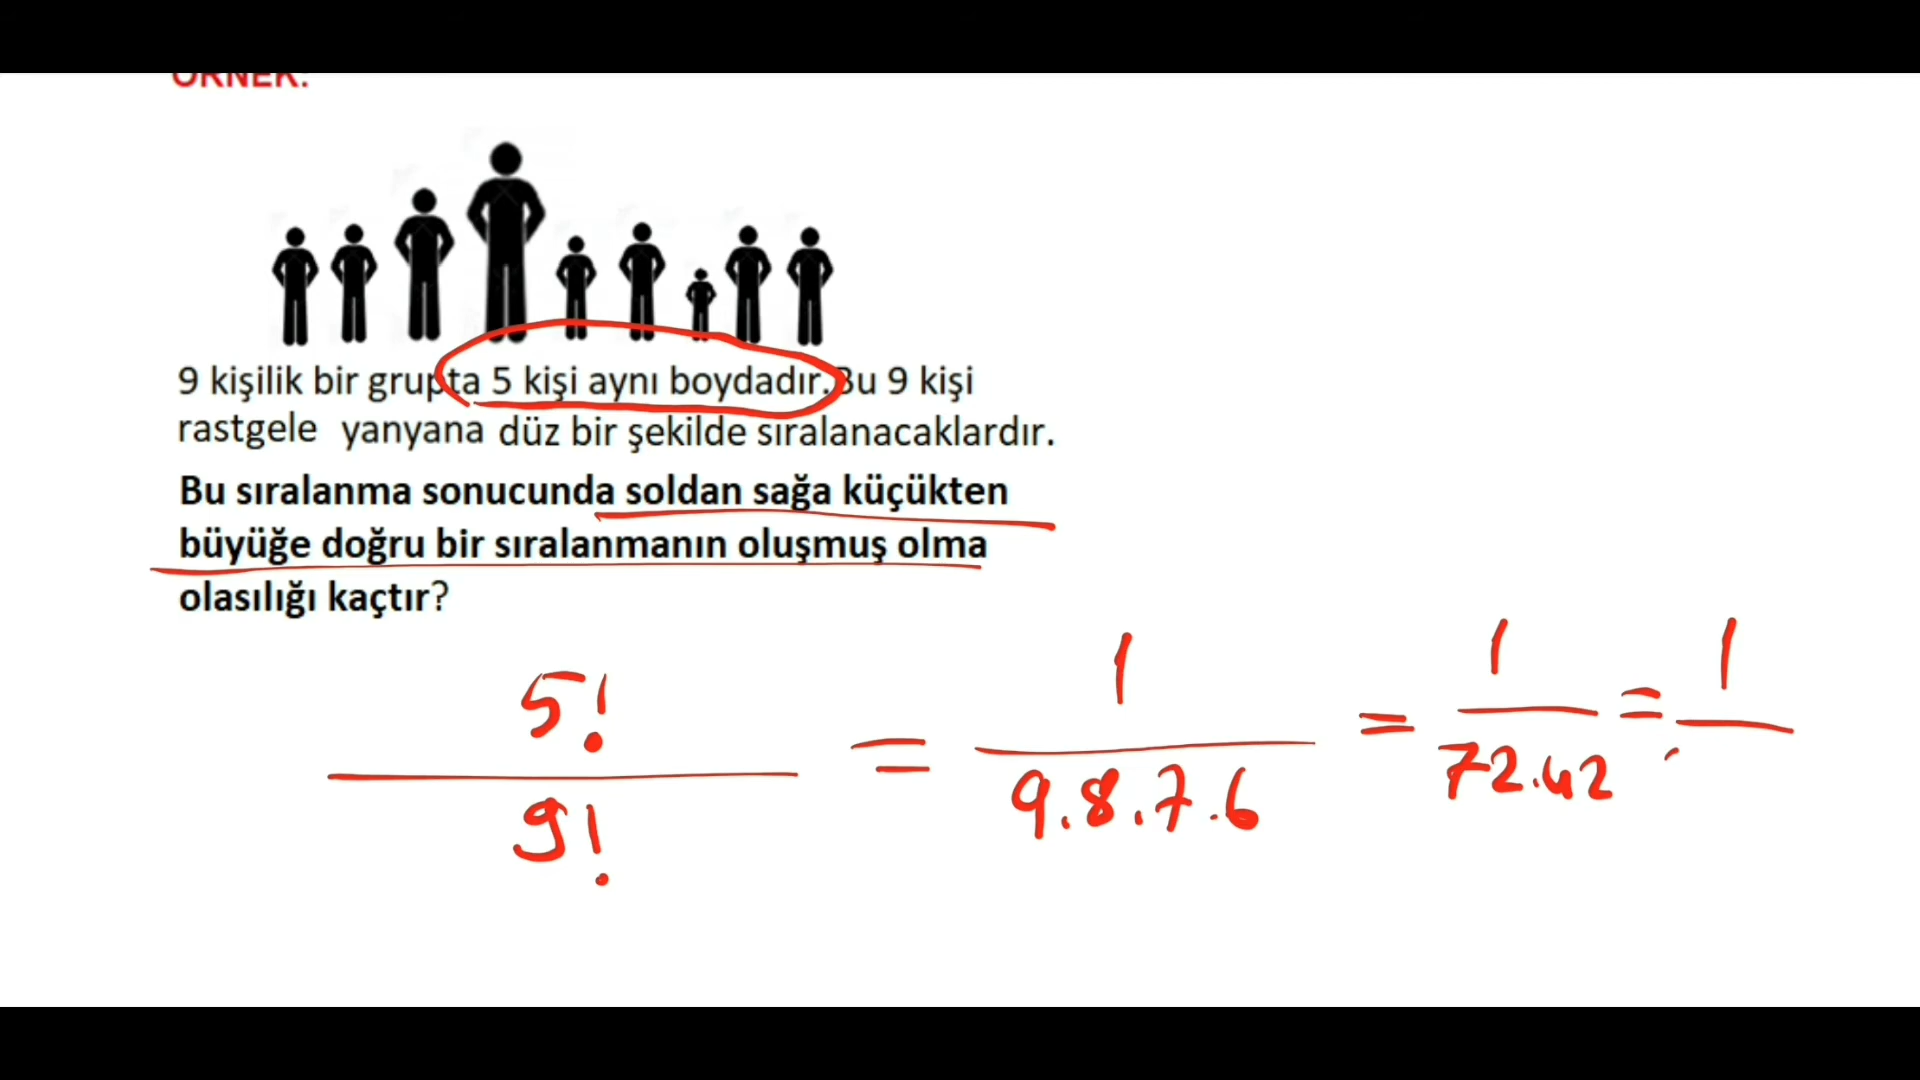 ÖRNEK:
9 kişilik bir grupta 5 kişi aynı boydadır. Bu 9 kişi
rastgele yanyana düz bir şekilde sıralanacaklardır.
Bu sıralanma sonucunda soldan sağa küçükten
büyüğe doğru bir sıralanmanın oluşmuş olma
olasılığı kaçtır?
5! / 9! = 1 / 9.8.7.6 = 1 / 72.42 = 1 /